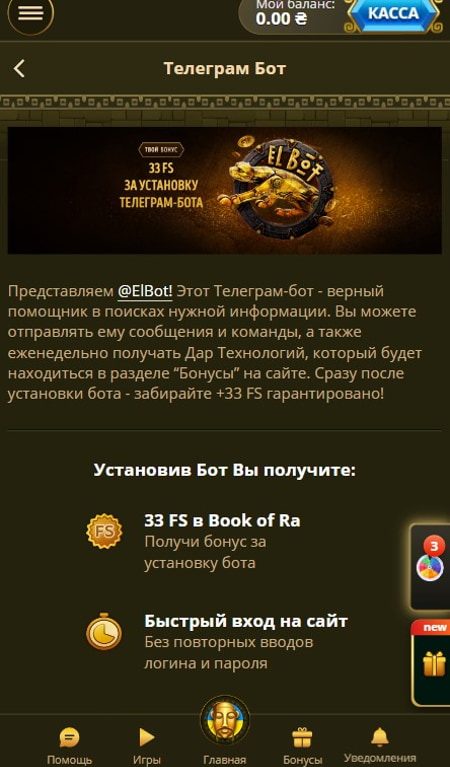 Мой баланс:
0.00 ₴
КАССА
Телеграм Бот
ТВОЙ БОНУС
33 FS
ЗА УСТАНОВКУ
ТЕЛЕГРАМ-БОТА
EL BOT
Представляем @ElBot! Этот Телеграм-бот - верный
помощник в поисках нужной информации. Вы можете
отправлять ему сообщения и команды, а также
еженедельно получать Дар Технологий, который будет
находиться в разделе “Бонусы” на сайте. Сразу после
установки бота - забирайте +33 FS гарантировано!
Установив Бот Вы получите:
FS
33 FS в Book of Ra
Получи бонус за
установку бота
3
Быстрый вход на сайт
Без повторных вводов
логина и пароля
new
Помощь
Игры
Главная
Бонусы
Уведомления